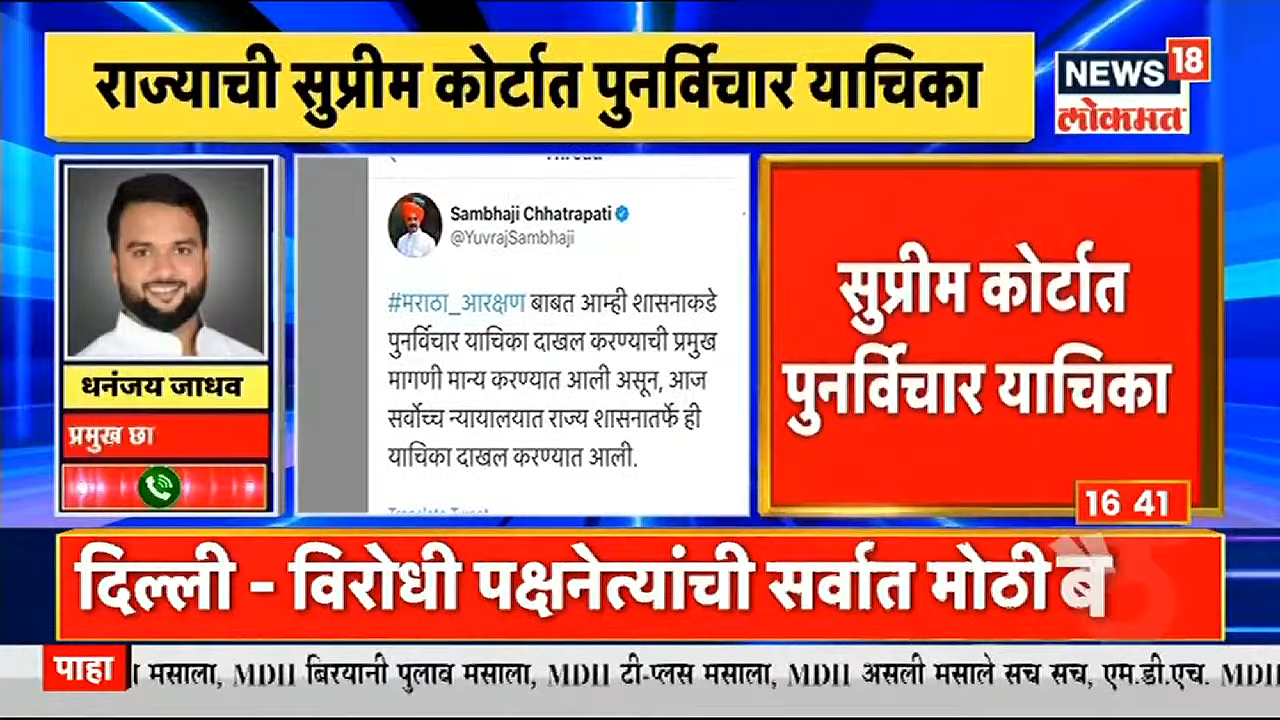 राज्याची सुप्रीम कोर्टात पुनर्विचार याचिका
NEWS 18
लोकमत
Sambhaji Chhatrapati
@YuvrajSambhaji
#मराठा_आरक्षण बाबत आम्ही शासनाकडे
पुनर्विचार याचिका दाखल करण्याची प्रमुख
मागणी मान्य करण्यात आली असून, आज
सर्वोच्च न्यायालयात राज्य शासनातर्फे ही
याचिका दाखल करण्यात आली.
धनंजय जाधव
प्रमुख छा
सुप्रीम कोर्टात
पुनर्विचार याचिका
16 41
दिल्ली - विरोधी पक्षनेत्यांची सर्वात मोठी
पाहा मसाला, MDH बिरयानी पुलाव मसाला, MDH टी-प्लस मसाला, MDH असली मसाले सच सच, एम.डी.एच. MDH